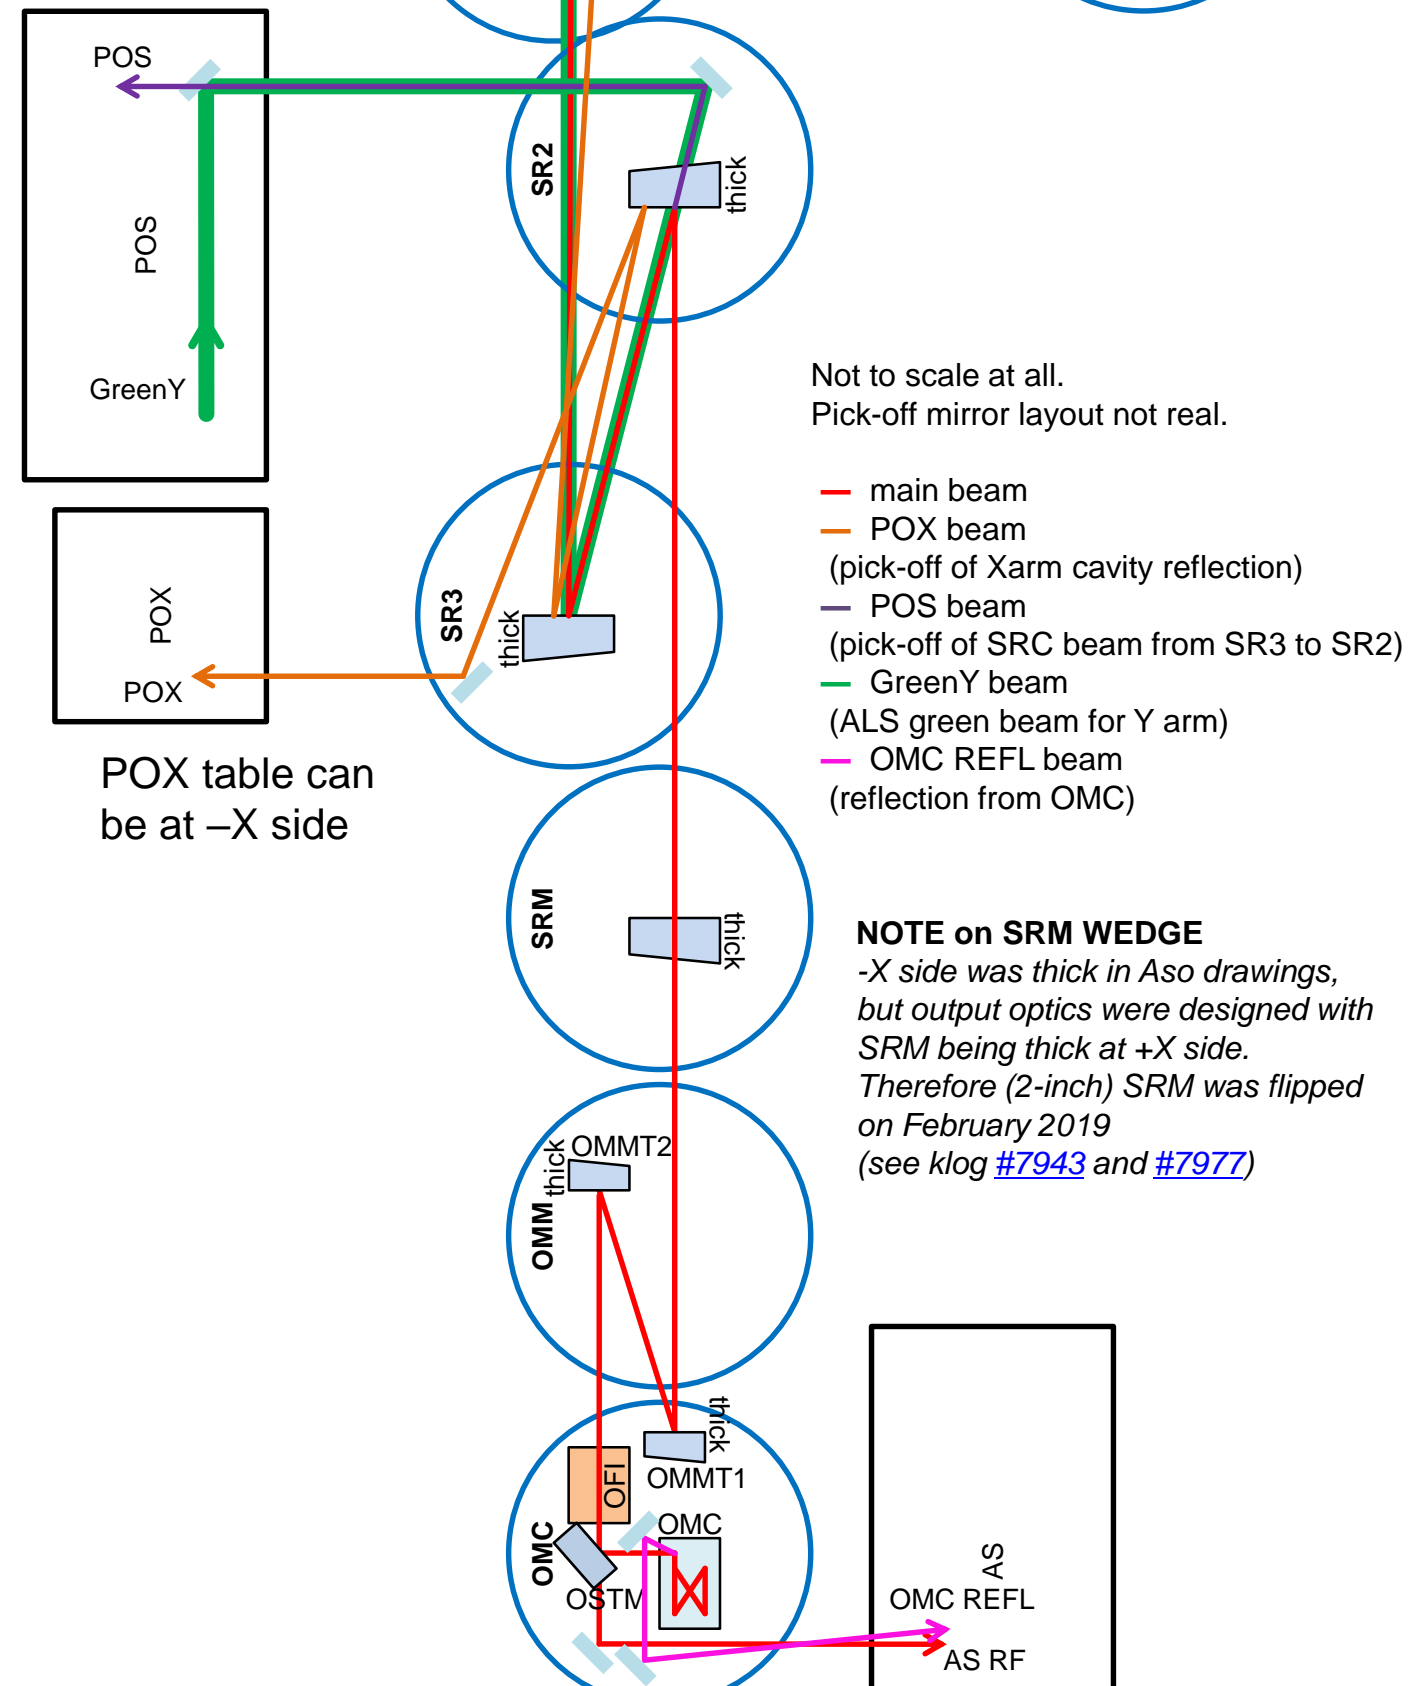 POS
SR2
thick
POS
GreenY
Not to scale at all.
Pick-off mirror layout not real.
main beam
POX beam
(pick-off of Xarm cavity reflection)
POS beam
(pick-off of SRC beam from SR3 to SR2)
GreenY beam
(ALS green beam for Y arm)
OMC REFL beam
(reflection from OMC)
SR3
thick
POX
POX
POX table can
be at –X side
SRM
thick
NOTE on SRM WEDGE
-X side was thick in Aso drawings,
but output optics were designed with
SRM being thick at +X side.
Therefore (2-inch) SRM was flipped
on February 2019
(see klog #7943 and #7977)
thick
OMMT2
OMM
thick
OMMT1
OFI
OMC
OMC
OSTM
AS
OMC REFL
AS RF